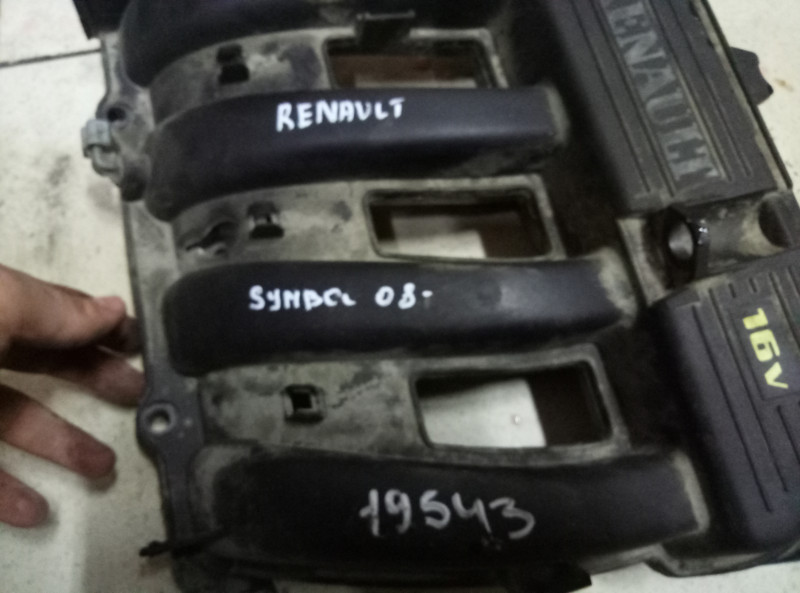 RENAULT
RENAULT
SYMBOL 08-
16V
19543